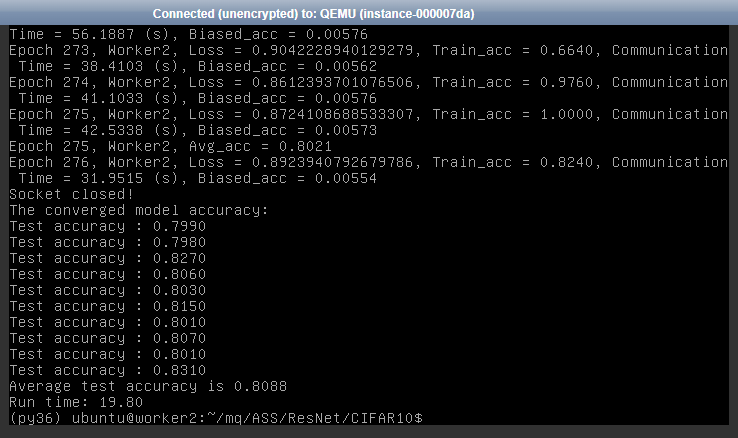 Connected (unencrypted) to: QEMU (instance-000007da)
Time = 56.1887 (s), Biased_acc = 0.00576
Epoch 273, Worker2, Loss = 0.9042228940129279, Train_acc = 0.6640, Communication
 Time = 38.4103 (s), Biased_acc = 0.00562
Epoch 274, Worker2, Loss = 0.8612393701076506, Train_acc = 0.9760, Communication
 Time = 41.1033 (s), Biased_acc = 0.00576
Epoch 275, Worker2, Loss = 0.8724108688533307, Train_acc = 1.0000, Communication
 Time = 42.5338 (s), Biased_acc = 0.00573
Epoch 275, Worker2, Avg_acc = 0.8021
Epoch 276, Worker2, Loss = 0.8923940792679786, Train_acc = 0.8240, Communication
 Time = 31.9515 (s), Biased_acc = 0.00554
Socket closed!
The converged model accuracy:
Test accuracy : 0.7990
Test accuracy : 0.7980
Test accuracy : 0.8270
Test accuracy : 0.8060
Test accuracy : 0.8030
Test accuracy : 0.8150
Test accuracy : 0.8010
Test accuracy : 0.8070
Test accuracy : 0.8010
Test accuracy : 0.8310
Average test accuracy is 0.8088
Run time: 19.80
(py36) ubuntu@worker2:~/mq/ASS/ResNet/CIFAR10$